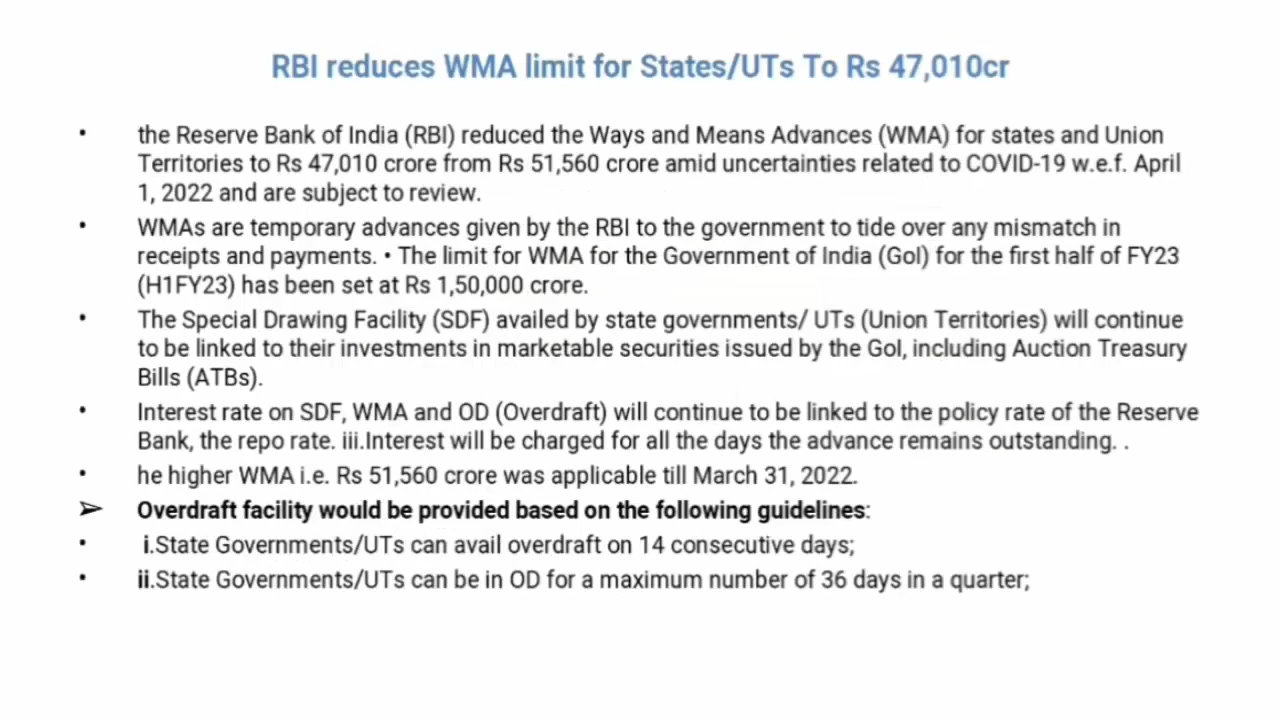 RBI reduces WMA limit for States/UTs To Rs 47,010cr
• the Reserve Bank of India (RBI) reduced the Ways and Means Advances (WMA) for states and Union
Territories to Rs 47,010 crore from Rs 51,560 crore amid uncertainties related to COVID-19 w.e.f. April
1, 2022 and are subject to review.
• WMAs are temporary advances given by the RBI to the government to tide over any mismatch in
receipts and payments. • The limit for WMA for the Government of India (GoI) for the first half of FY23
(H1FY23) has been set at Rs 1,50,000 crore.
• The Special Drawing Facility (SDF) availed by state governments/ UTs (Union Territories) will continue
to be linked to their investments in marketable securities issued by the GoI, including Auction Treasury
Bills (ATBs).
• Interest rate on SDF, WMA and OD (Overdraft) will continue to be linked to the policy rate of the Reserve
Bank, the repo rate. iii.Interest will be charged for all the days the advance remains outstanding. .
• he higher WMA i.e. Rs 51,560 crore was applicable till March 31, 2022.
➢ Overdraft facility would be provided based on the following guidelines:
• i.State Governments/UTs can avail overdraft on 14 consecutive days;
• ii.State Governments/UTs can be in OD for a maximum number of 36 days in a quarter;